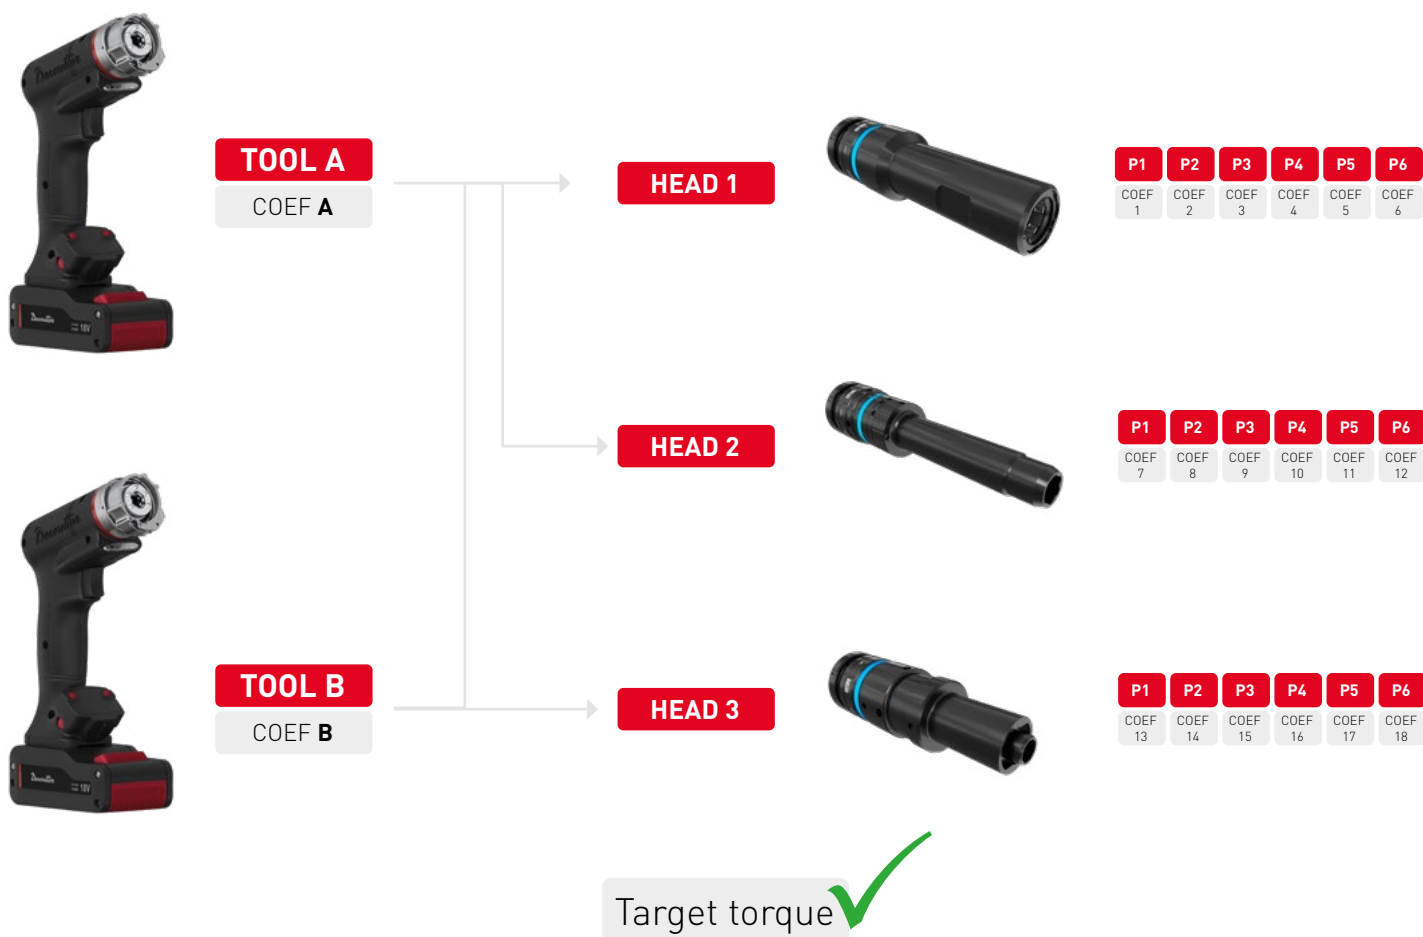 TOOL A
COEF A
HEAD 1
P1 P2 P3 P4 P5 P6
COEF COEF COEF COEF COEF COEF
1 2 3 4 5 6
18V
HEAD 2
P1 P2 P3 P4 P5 P6
COEF COEF COEF COEF COEF COEF
7 8 9 10 11 12
TOOL B
COEF B
HEAD 3
P1 P2 P3 P4 P5 P6
COEF COEF COEF COEF COEF COEF
13 14 15 16 17 18
18V
Target torque